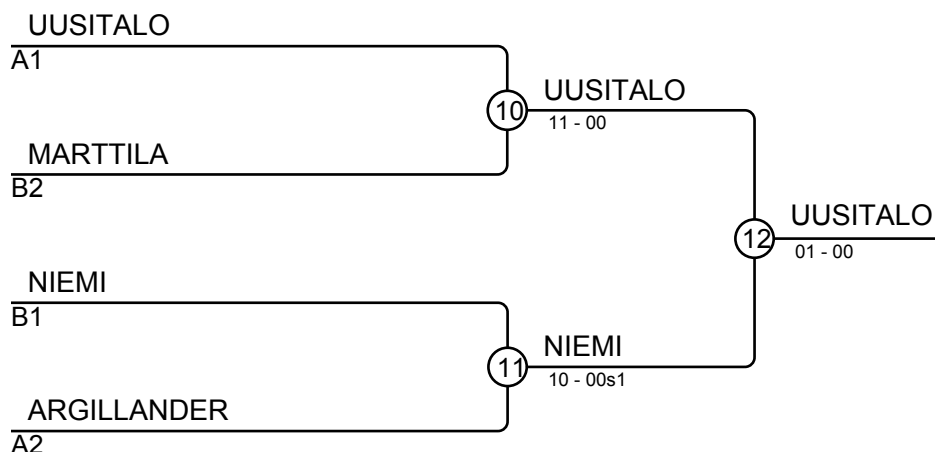 UUSITALO
A1
10
UUSITALO
11 - 00
MARTTILA
B2
12
UUSITALO
01 - 00
NIEMI
B1
11
NIEMI
10 - 00s1
ARGILLANDER
A2